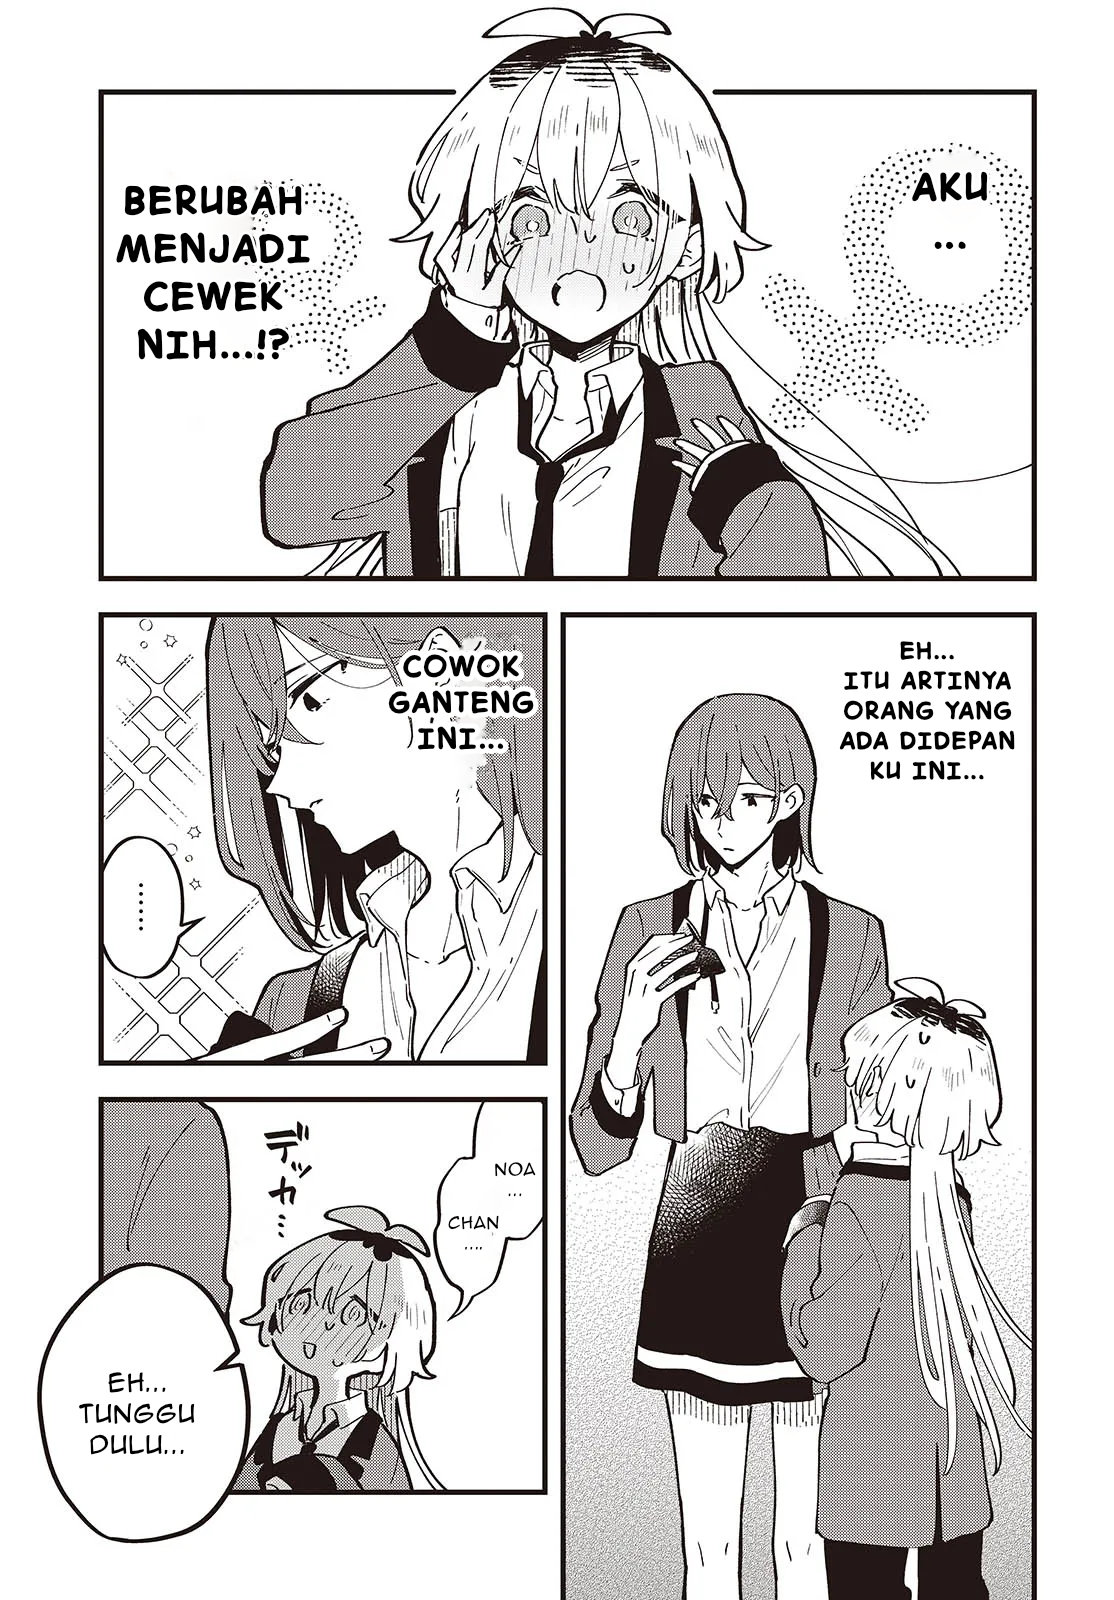 AKU
...
BERUBAH
MENJADI
CEWEK
NIH...!?
EH...
ITU ARTINYA
ORANG YANG
ADA DIDEPAN
KU INI...
COWOK
GANTENG
INI...
......
NOA
...
CHAN
....
デッカ…
EH...
TUNGGU
DULU...